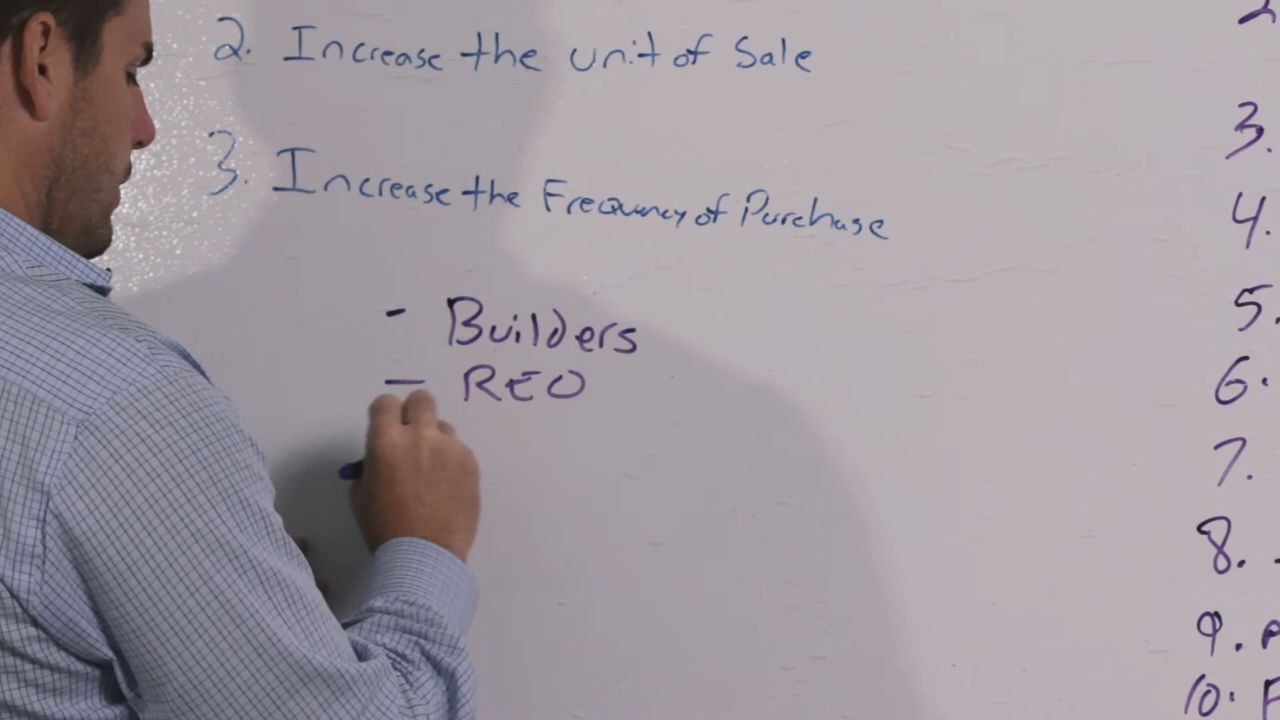 2. Increase the unit of Sale
3. Increase the Frequncy of Purchase
- Builders
- REO
3.
4.
5.
6.
7.
8.
9.
10. F